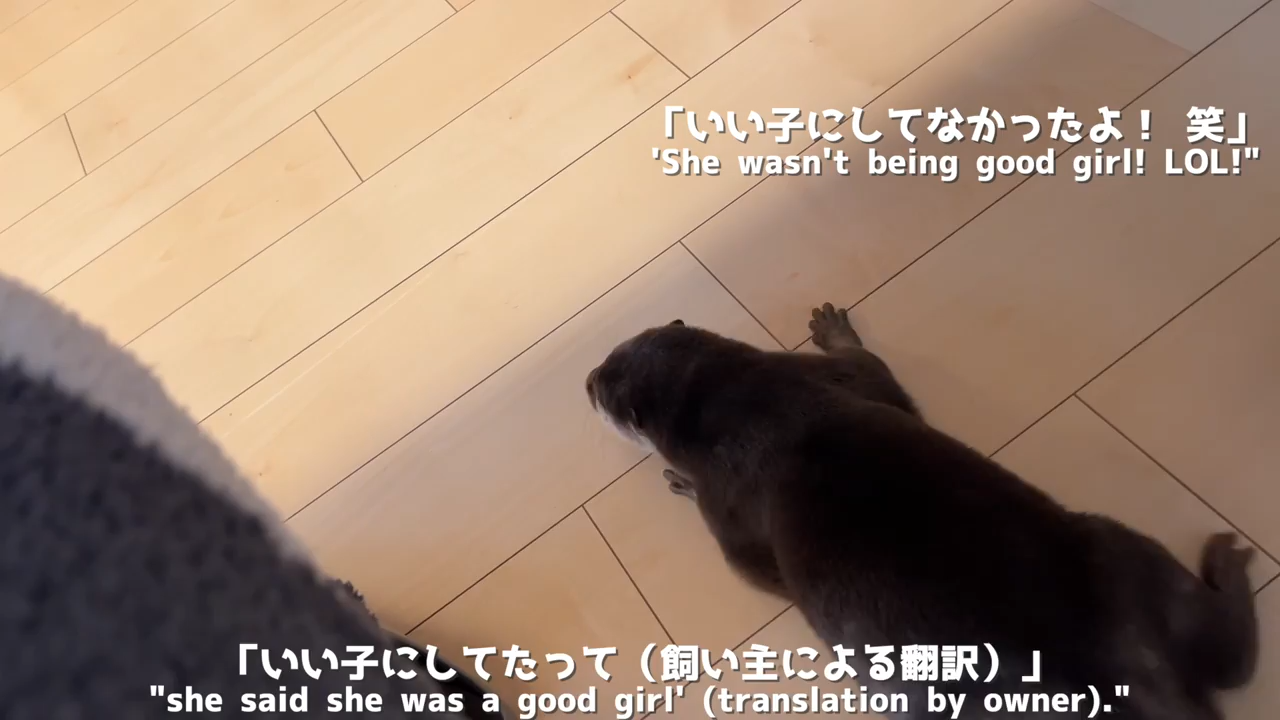 「いい子にしてなかったよ！ 笑」
'She wasn't being good girl! LOL!"
「いい子にしてたって（飼い主による翻訳）」
"she said she was a good girl' (translation by owner)."